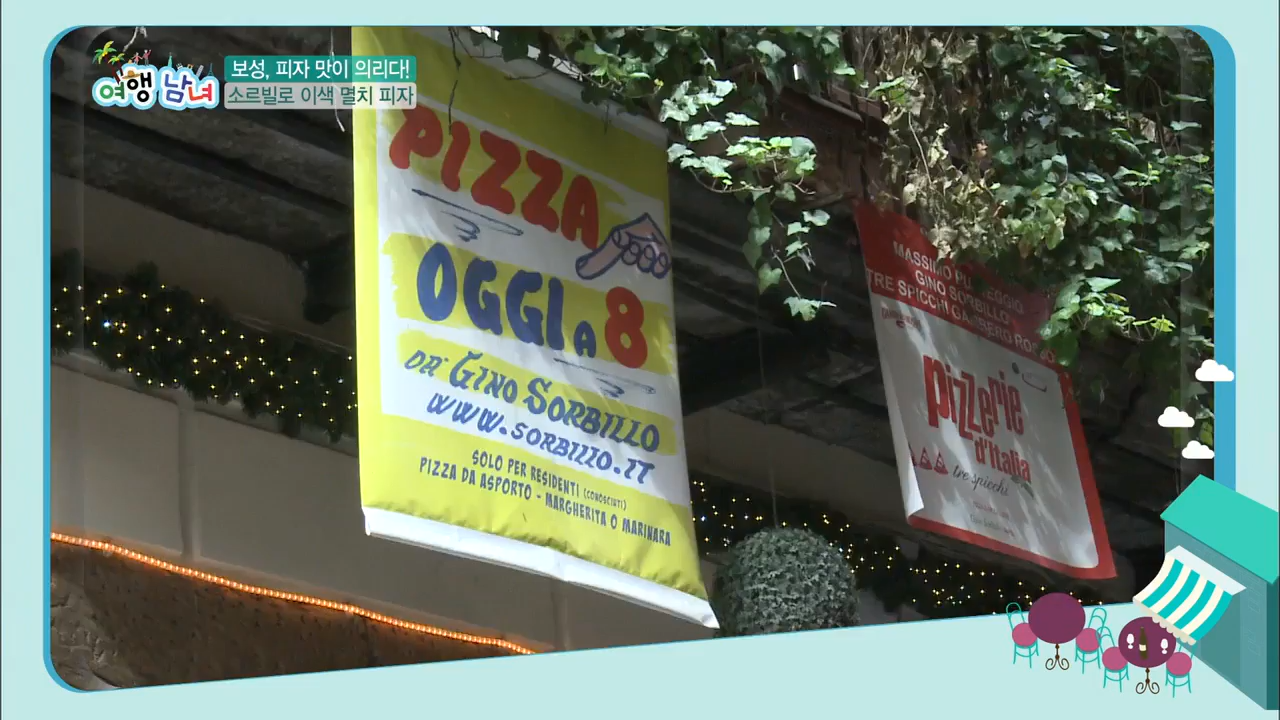 여행 남녀
보성, 피자 맛이 의리다!
소르빌로 이색 멸치 피자
PIZZA
OGGI A 8
DA GINO SORBILLO
WWW.SORBILLO.IT
SOLO PER RESIDENTI (CONOSCIUTI)
PIZZA DA ASPORTO - MARGHERITA O MARINARA
MASSIMO
GINO SORBILLO
TRE SPICCHI GAMBERO ROSSO
pizzerie
d'Italia
tre spicchi